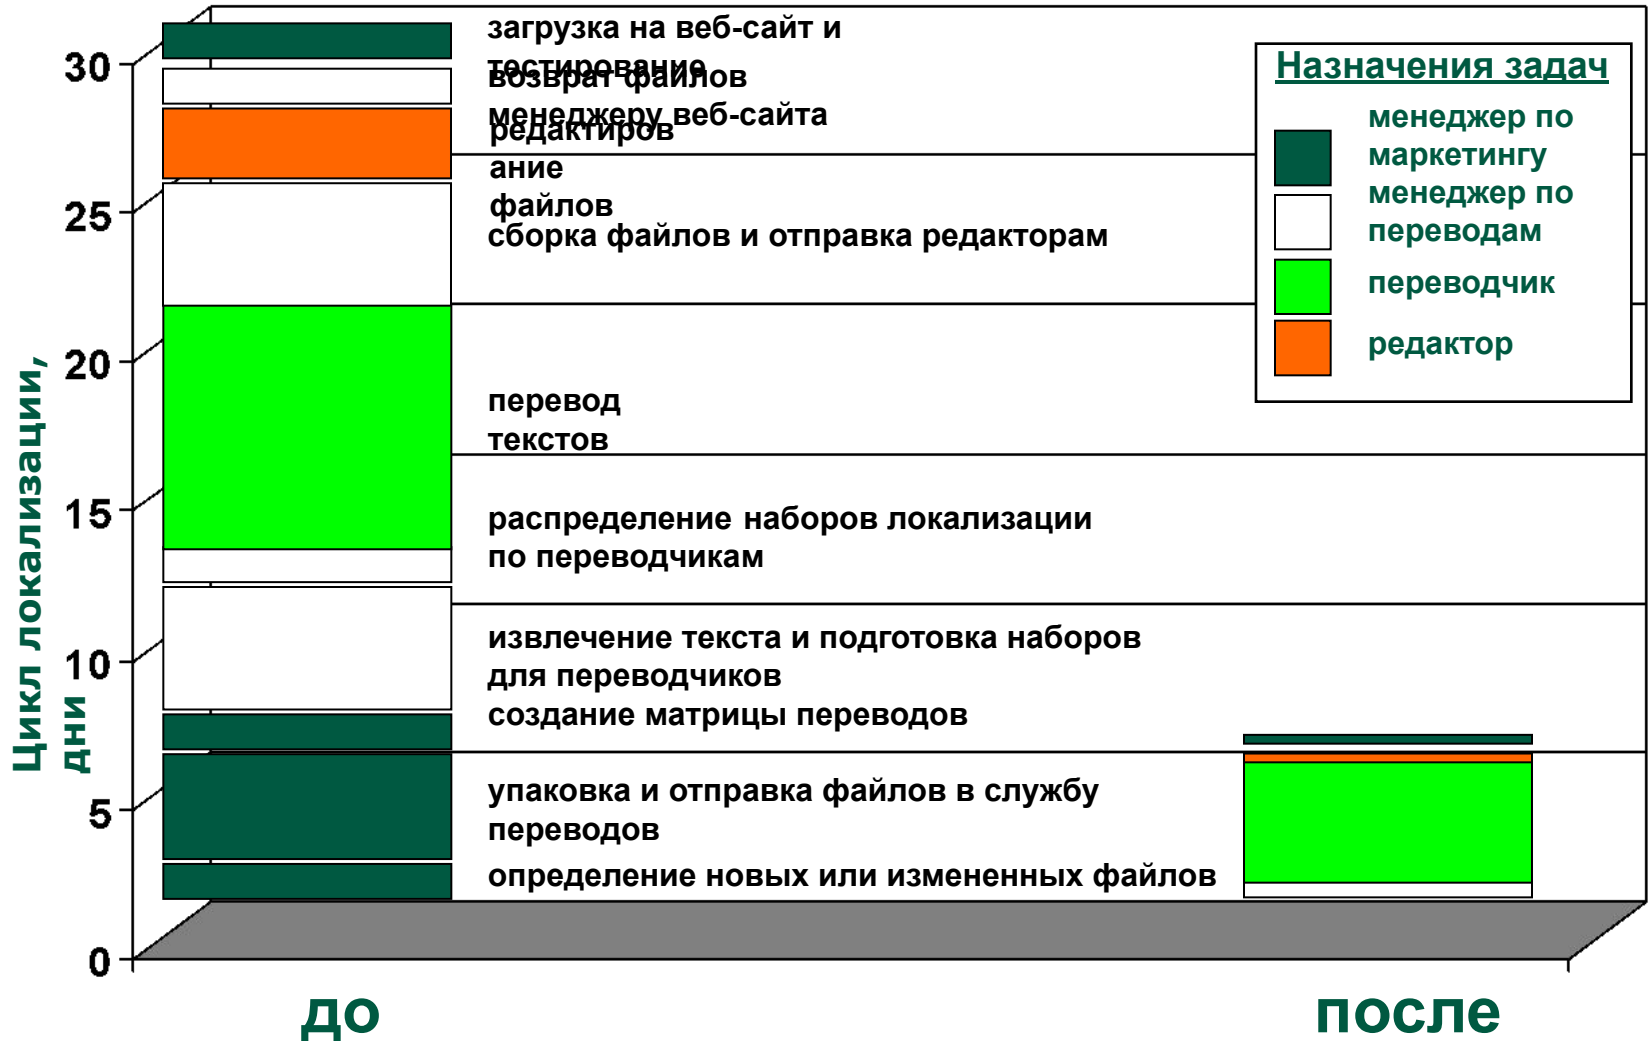 загрузка на веб-сайт и
тестирование
возврат файлов
менеджеру веб-сайта
редактиров
ание
файлов
сборка файлов и отправка редакторам
перевод
текстов
распределение наборов локализации
по переводчикам
извлечение текста и подготовка наборов
для переводчиков
создание матрицы переводов
упаковка и отправка файлов в службу
переводов
определение новых или измененных файлов
Назначения задач
менеджер по
маркетингу
менеджер по
переводам
переводчик
редактор
Цикл локализации,
дни
30
25
20
15
10
5
0
до
после